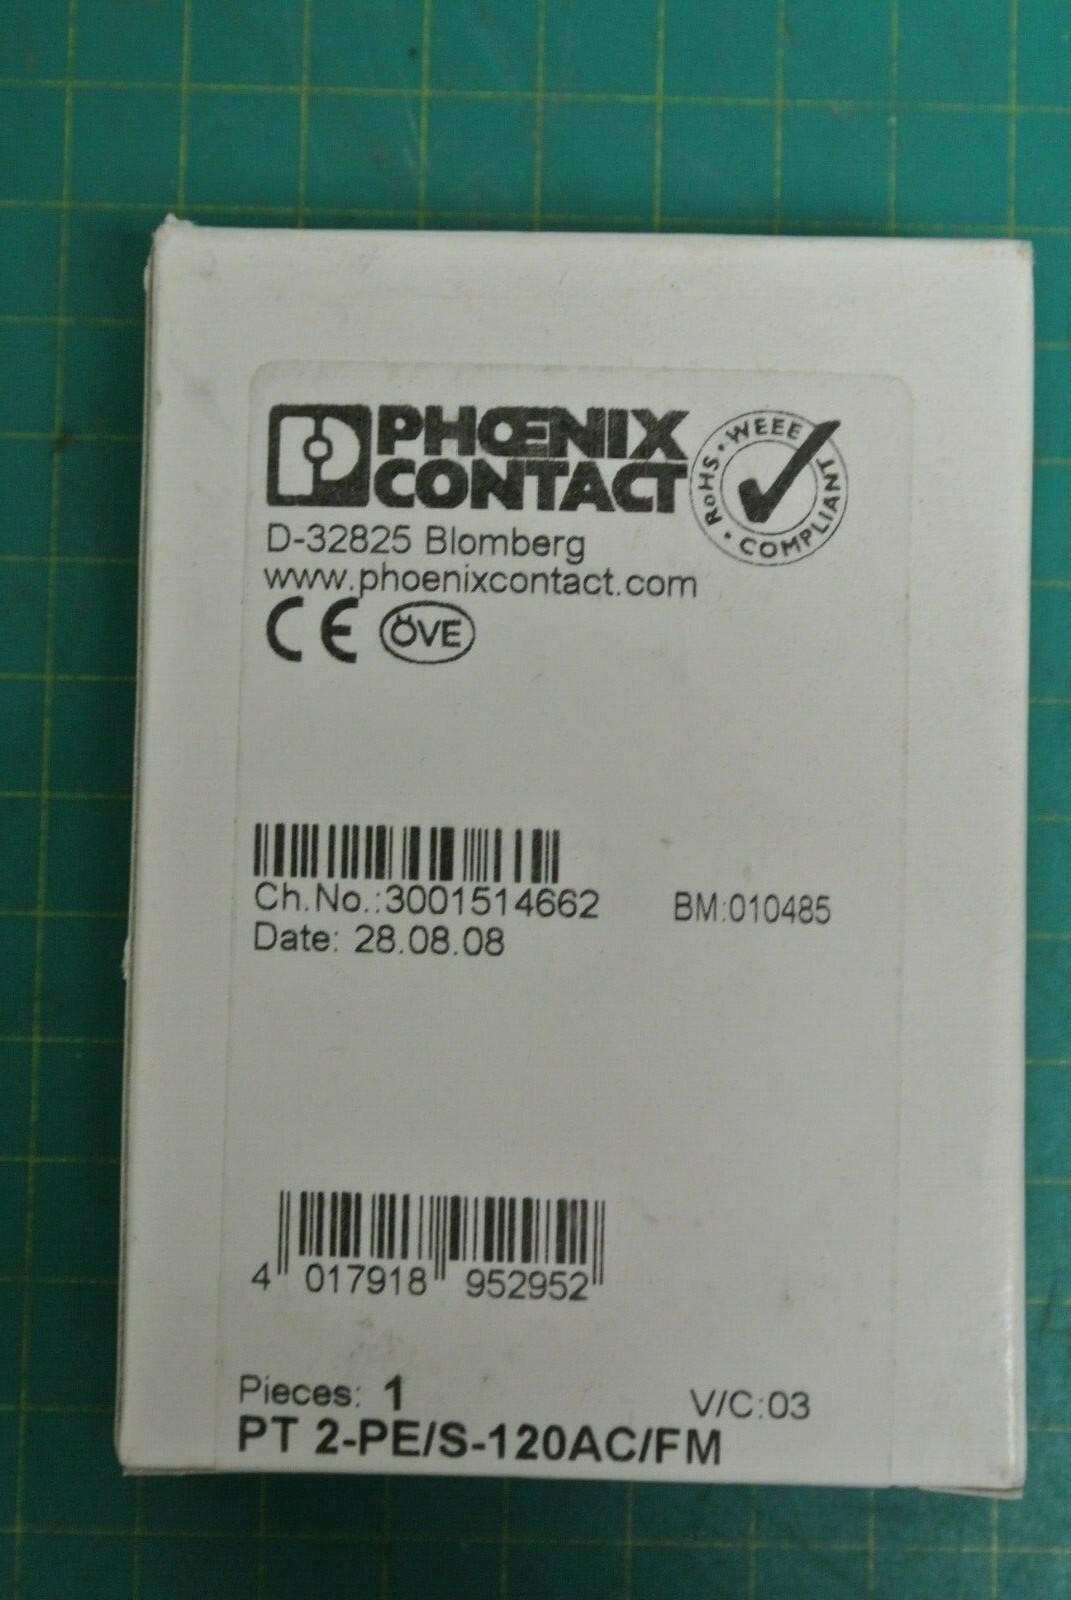 PHŒNIX
CONTACT
RoHS · WEEE
· COMPLIANT
D-32825 Blomberg
www.phoenixcontact.com
CE ÖVE
Ch.No.:3001514662 BM:010485
Date: 28.08.08
4 017918 952952
Pieces: 1 V/C:03
PT 2-PE/S-120AC/FM